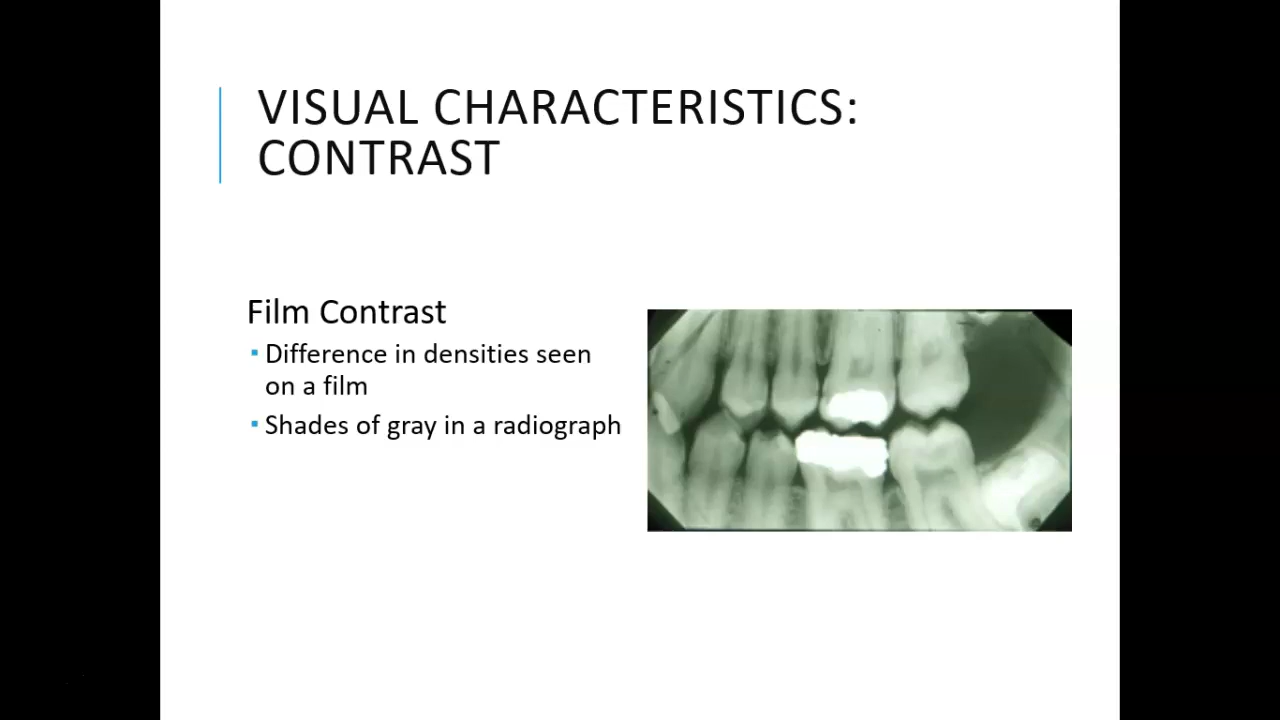 VISUAL CHARACTERISTICS:
CONTRAST
Film Contrast
▪ Difference in densities seen
on a film
▪ Shades of gray in a radiograph